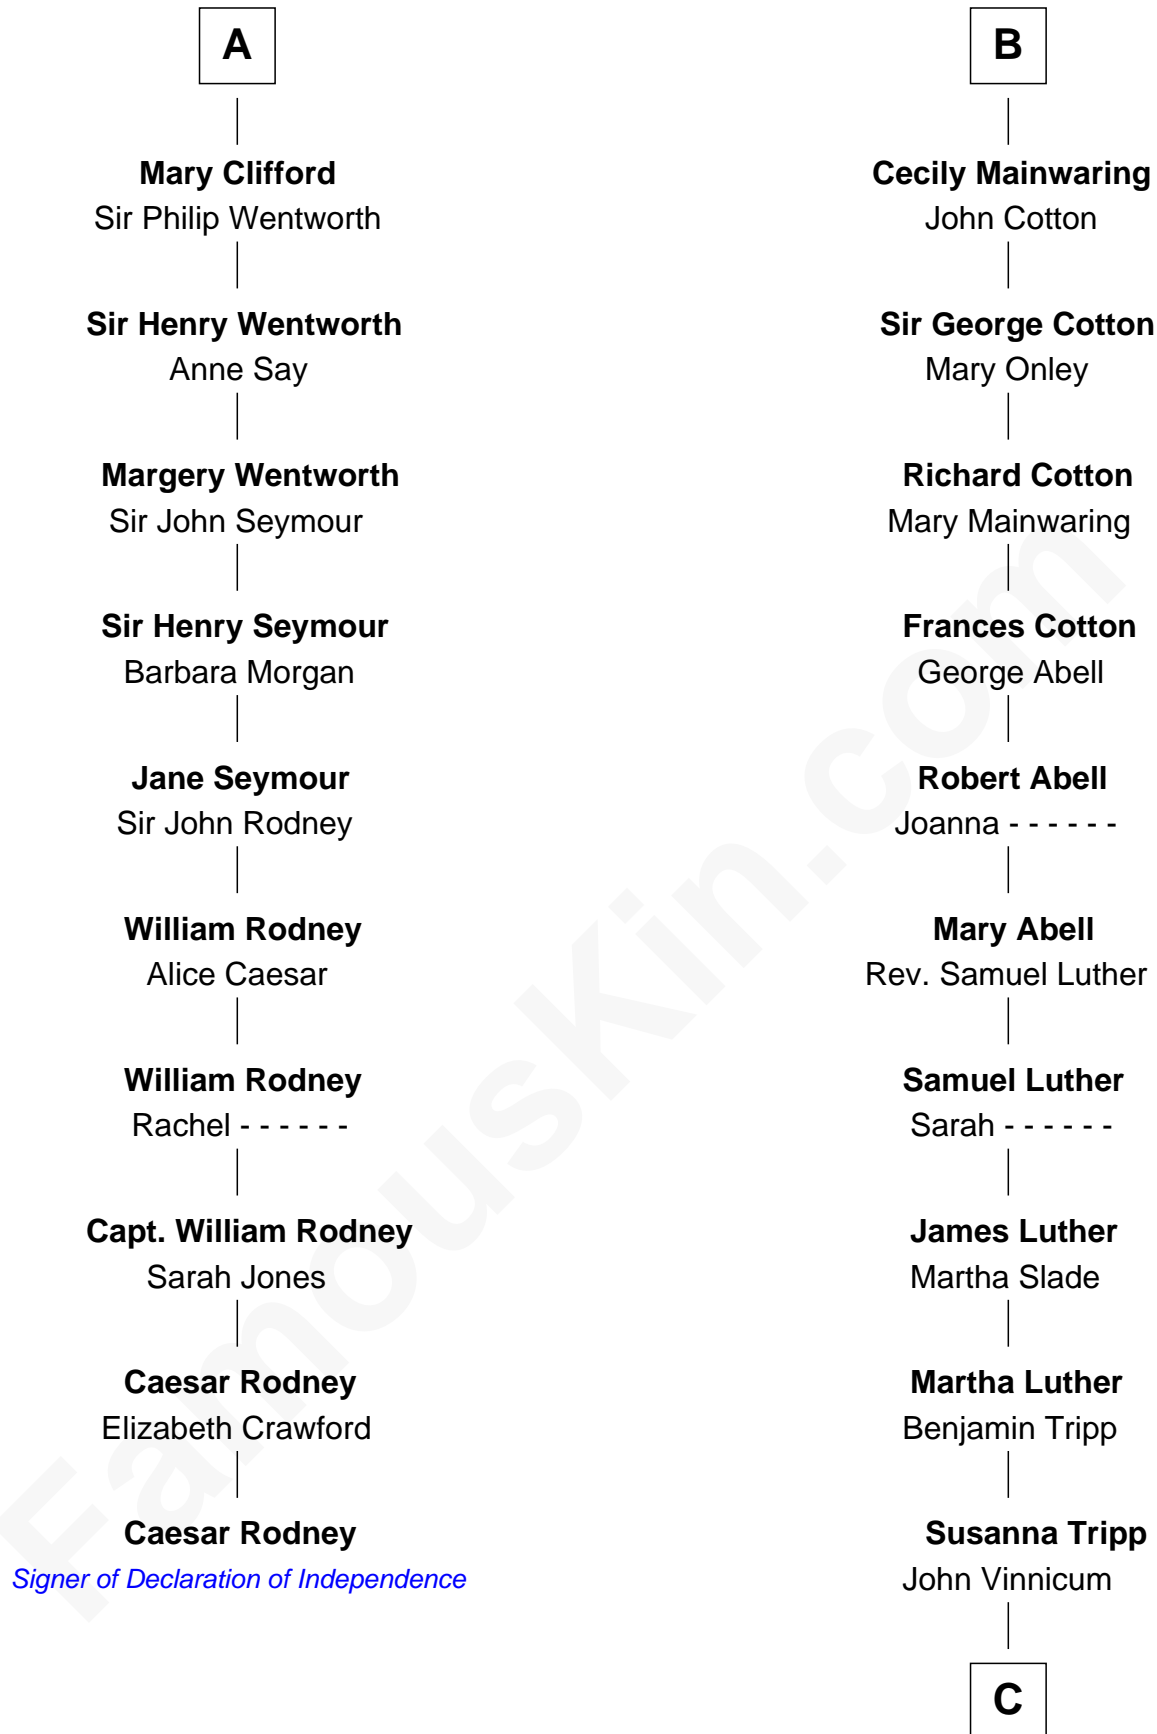 A
Mary Clifford
Sir Philip Wentworth
Sir Henry Wentworth
Anne Say
Margery Wentworth
Sir John Seymour
Sir Henry Seymour
Barbara Morgan
Jane Seymour
Sir John Rodney
William Rodney
Alice Caesar
William Rodney
Rachel - - - - - -
Capt. William Rodney
Sarah Jones
Caesar Rodney
Elizabeth Crawford
Caesar Rodney
Signer of Declaration of Independence
B
Cecily Mainwaring
John Cotton
Sir George Cotton
Mary Onley
Richard Cotton
Mary Mainwaring
Frances Cotton
George Abell
Robert Abell
Joanna - - - - - -
Mary Abell
Rev. Samuel Luther
Samuel Luther
Sarah - - - - - -
James Luther
Martha Slade
Martha Luther
Benjamin Tripp
Susanna Tripp
John Vinnicum
C
FamousKin.com